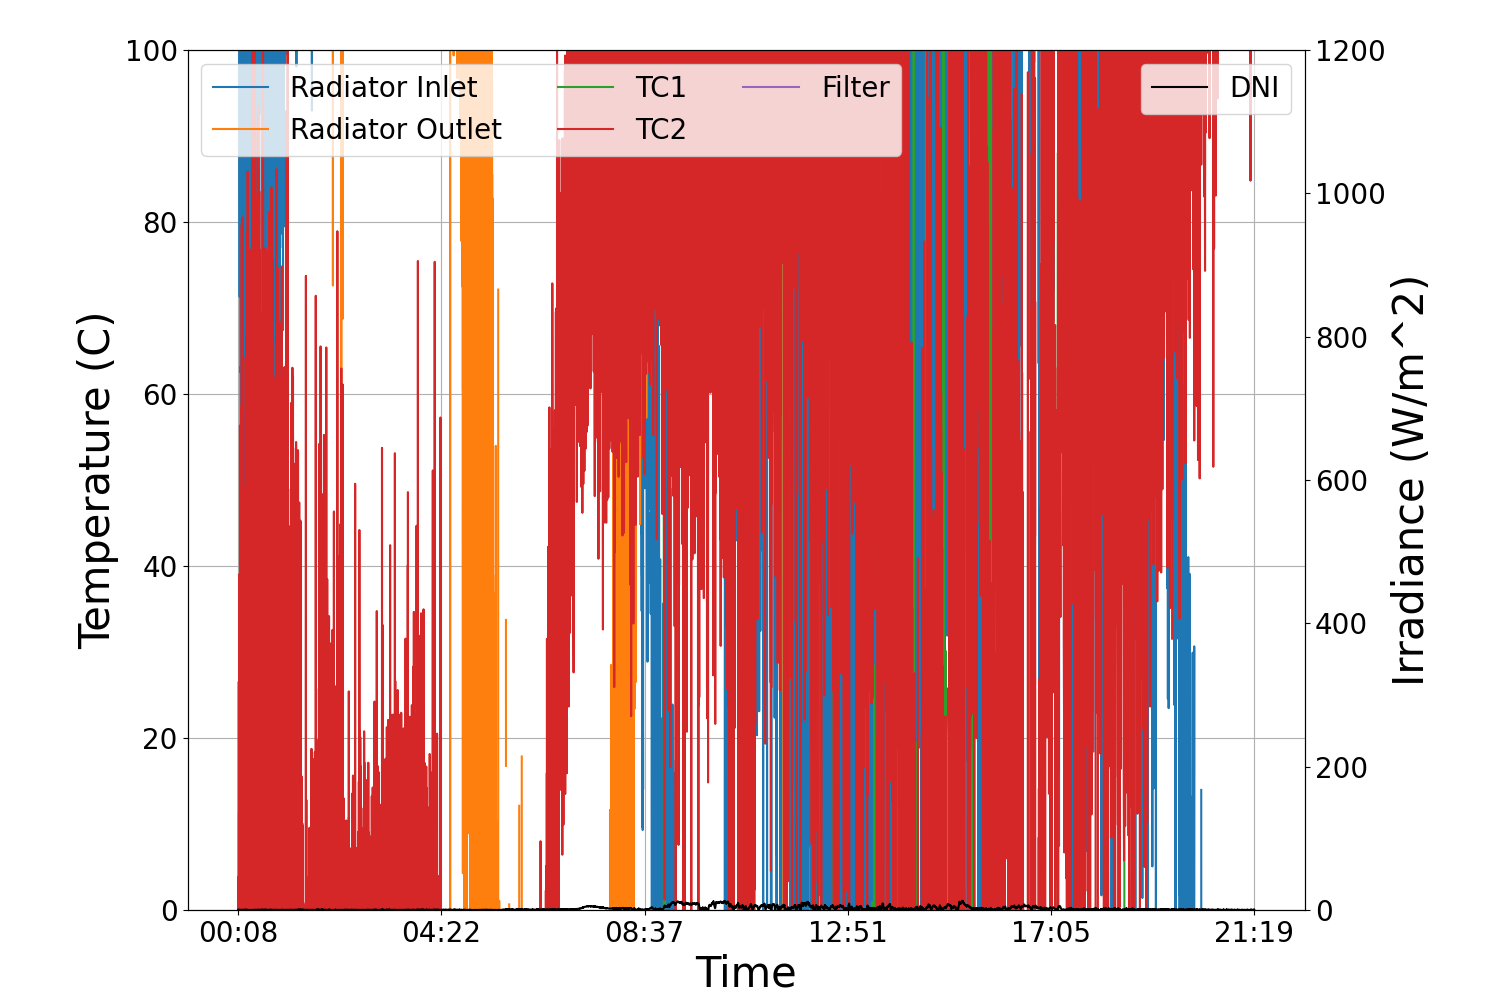 100
80
60
40
20
0
Temperature (C)
Radiator Inlet
Radiator Outlet
TC1
TC2
Filter
DNI
1200
1000
800
600
400
200
0
Irradiance (W/m^2)
00:08
04:22
08:37
12:51
17:05
21:19
Time